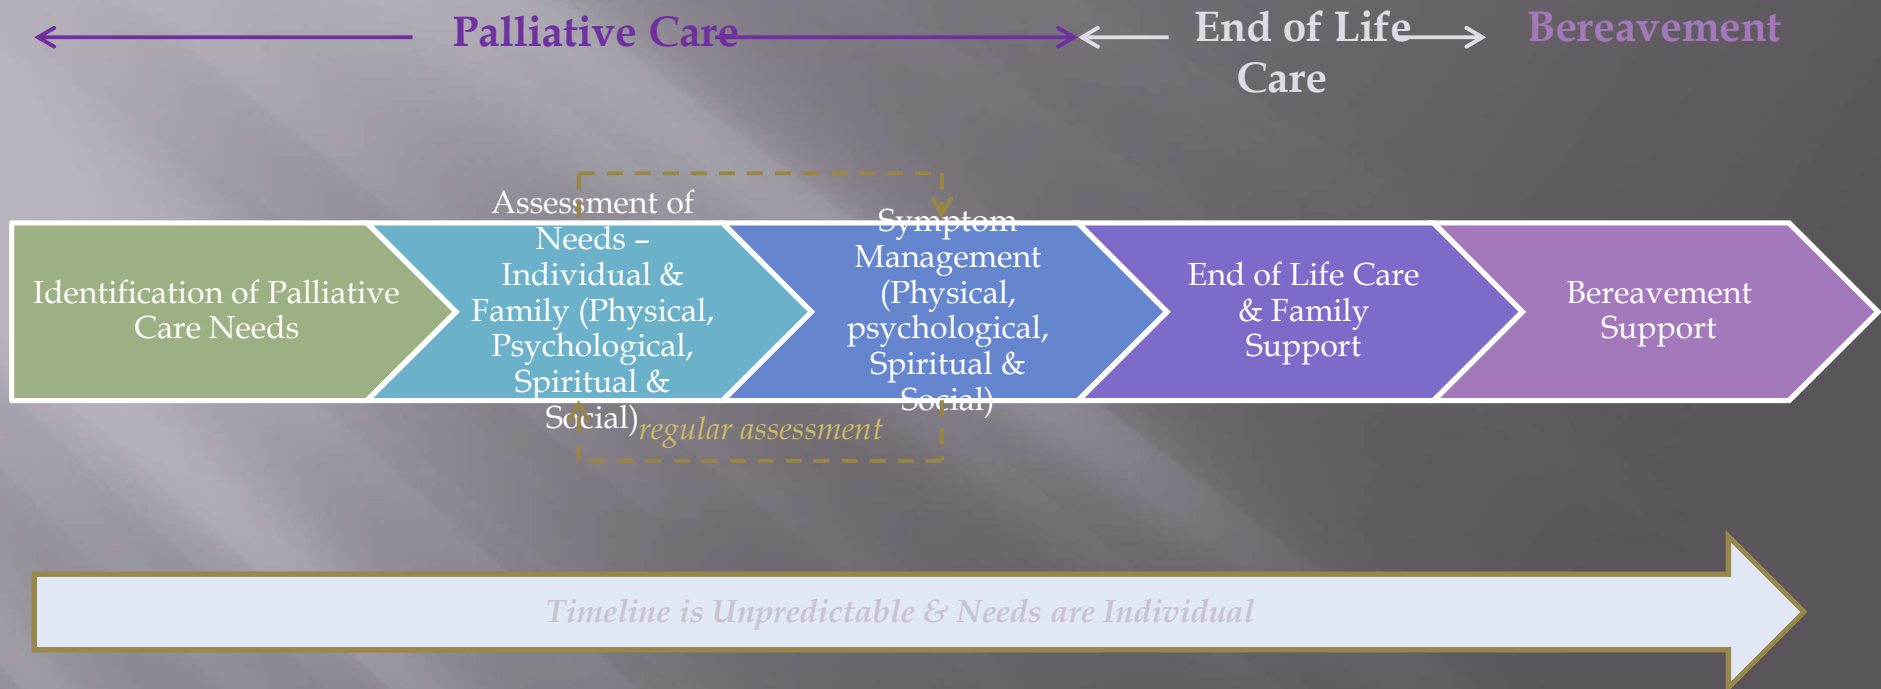 Palliative Care
End of Life
Care
Bereavement
Identification of Palliative
Care Needs
Assessment of
Needs –
Individual &
Family (Physical,
Psychological,
Spiritual &
Social)
Symptom
Management
(Physical,
psychological,
Spiritual &
Social)
End of Life Care
& Family
Support
Bereavement
Support
regular assessment
Timeline is Unpredictable & Needs are Individual